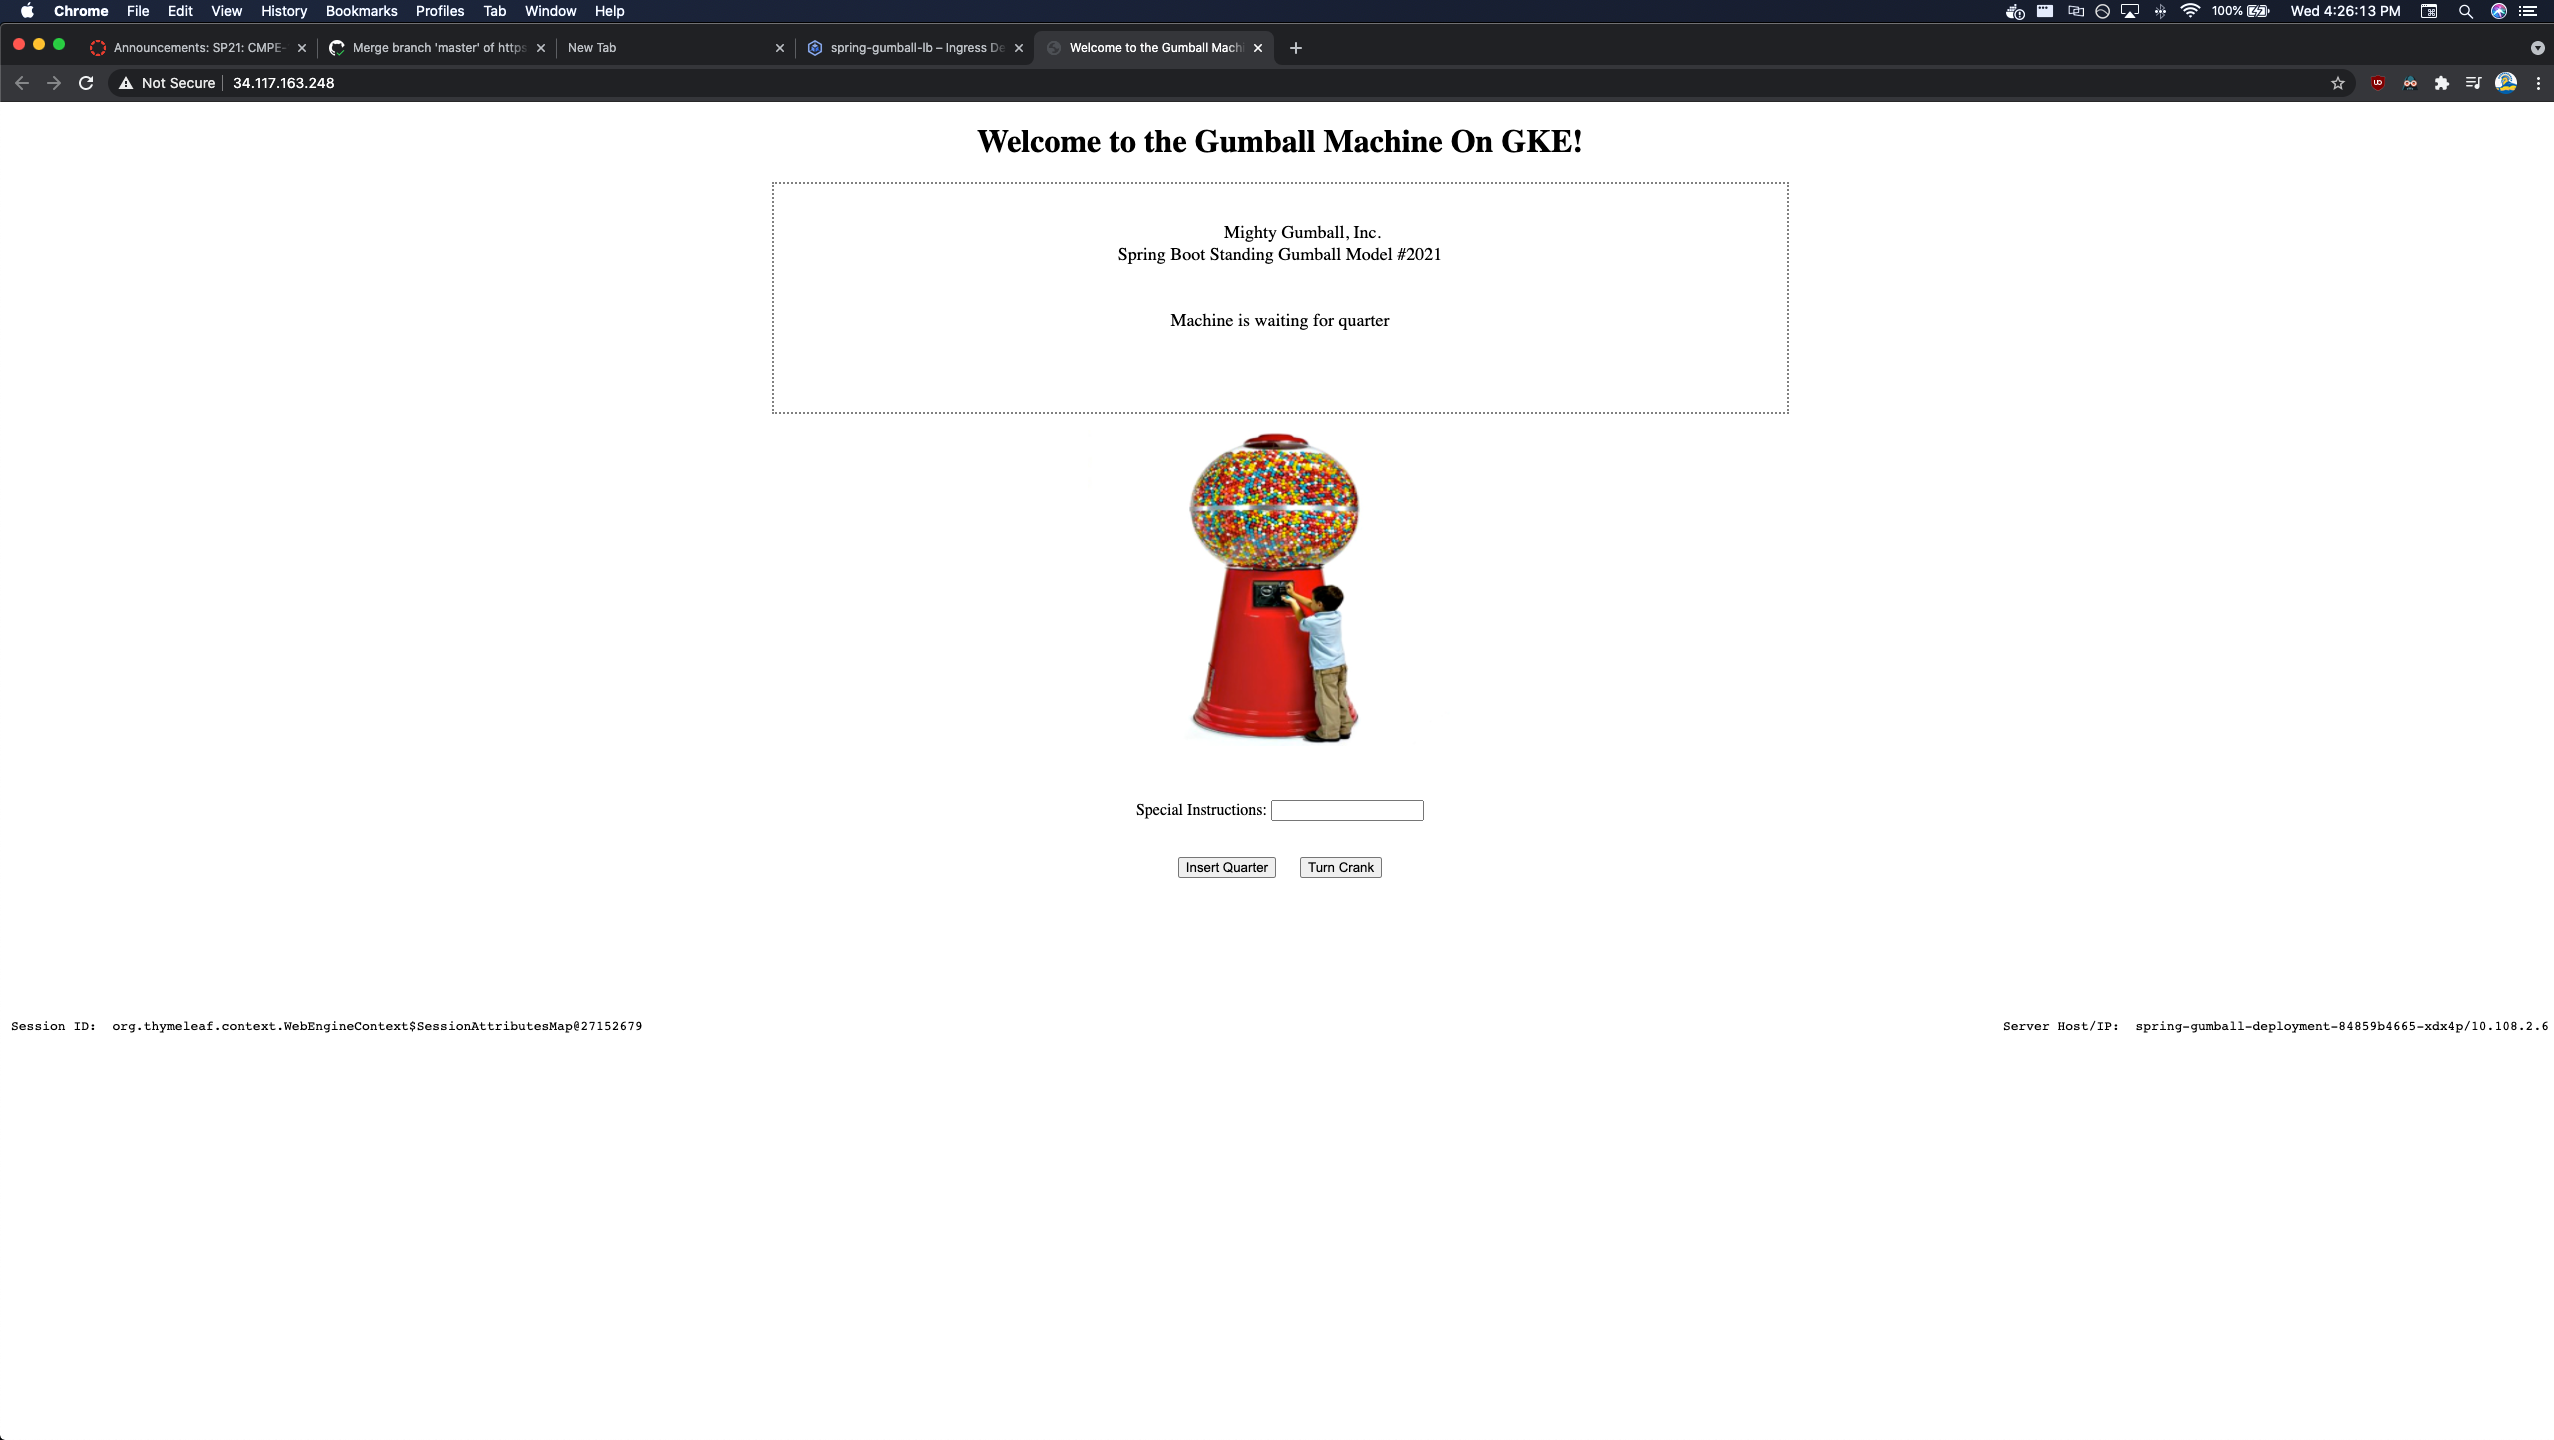 Chrome File Edit View History Bookmarks Profiles Tab Window Help 100% Wed 4:26:13 PM
Announcements: SP21: CMPE- Merge branch 'master' of https New Tab spring-gumball-lb – Ingress De Welcome to the Gumball Machi
Not Secure 34.117.163.248
Welcome to the Gumball Machine On GKE!
Mighty Gumball, Inc.
Spring Boot Standing Gumball Model #2021
Machine is waiting for quarter
Special Instructions:
Insert Quarter Turn Crank
Session ID: org.thymeleaf.context.WebEngineContext$SessionAttributesMap@27152679 Server Host/IP: spring-gumball-deployment-84859b4665-xdx4p/10.108.2.6